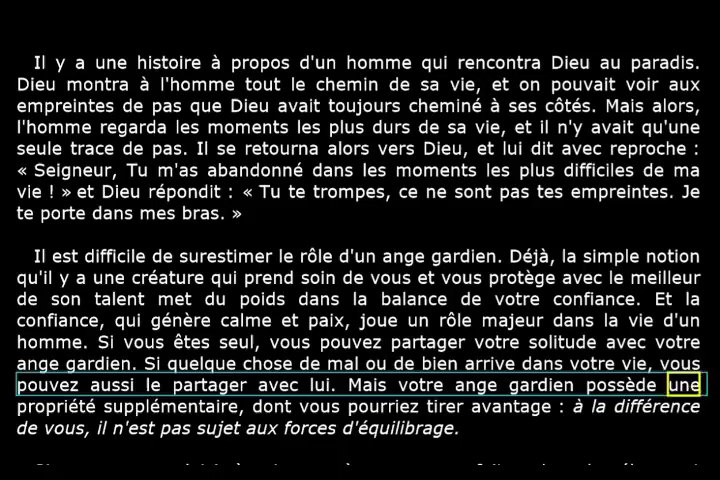 Il y a une histoire à propos d'un homme qui rencontra Dieu au paradis.
Dieu montra à l'homme tout le chemin de sa vie, et on pouvait voir aux
empreintes de pas que Dieu avait toujours cheminé à ses côtés. Mais alors,
l'homme regarda les moments les plus durs de sa vie, et il n'y avait qu'une
seule trace de pas. Il se retourna alors vers Dieu, et lui dit avec reproche :
« Seigneur, Tu m'as abandonné dans les moments les plus difficiles de ma
vie ! » et Dieu répondit : « Tu te trompes, ce ne sont pas tes empreintes. Je
te porte dans mes bras. »
Il est difficile de surestimer le rôle d'un ange gardien. Déjà, la simple notion
qu'il y a une créature qui prend soin de vous et vous protège avec le meilleur
de son talent met du poids dans la balance de votre confiance. Et la
confiance, qui génère calme et paix, joue un rôle majeur dans la vie d'un
homme. Si vous êtes seul, vous pouvez partager votre solitude avec votre
ange gardien. Si quelque chose de mal ou de bien arrive dans votre vie, vous
pouvez aussi le partager avec lui. Mais votre ange gardien possède une
propriété supplémentaire, dont vous pourriez tirer avantage : à la différence
de vous, il n'est pas sujet aux forces d'équilibrage.